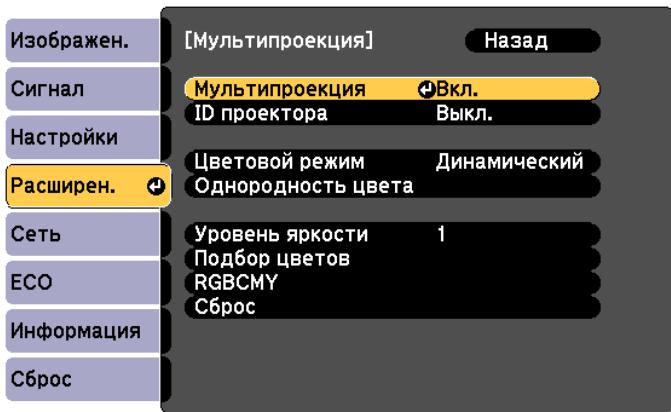 Изображен.
Сигнал
Настройки
Расширен.
Сеть
ECO
Информация
Сброс
[Мультипроекция] Назад
Мультипроекция Вкл.
ID проектора Выкл.
Цветовой режим Динамический
Однородность цвета
Уровень яркости 1
Подбор цветов
RGBCMY
Сброс